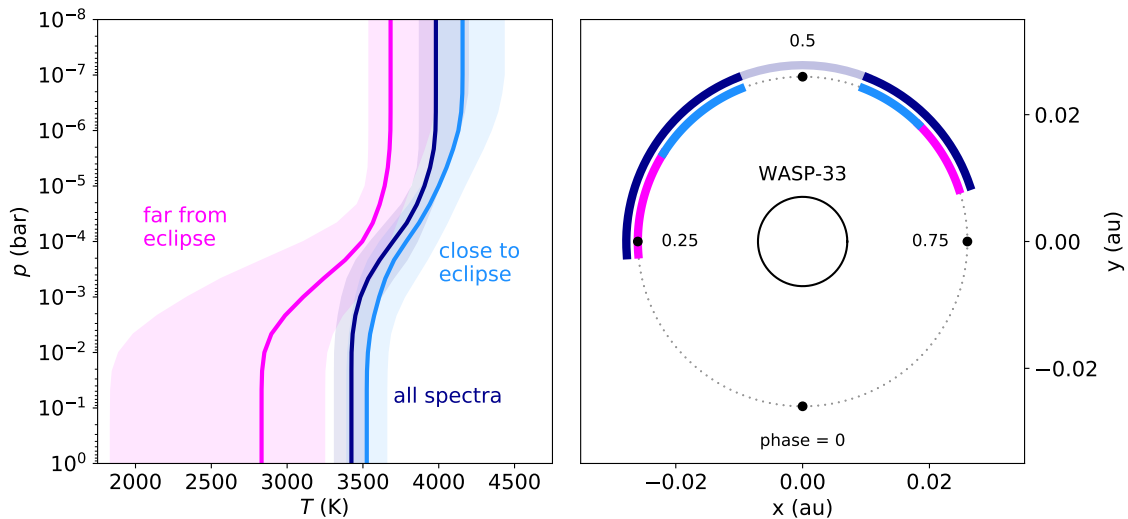 10⁻⁸
10⁻⁷
10⁻⁶
10⁻⁵
10⁻⁴
10⁻³
10⁻²
10⁻¹
10⁰
p (bar)
far from
eclipse
close to
eclipse
all spectra
2000
2500
3000
3500
4000
4500
T (K)
0.5
WASP-33
0.25
0.75
phase = 0
0.02
0.00
−0.02
y (au)
−0.02
0.00
0.02
x (au)